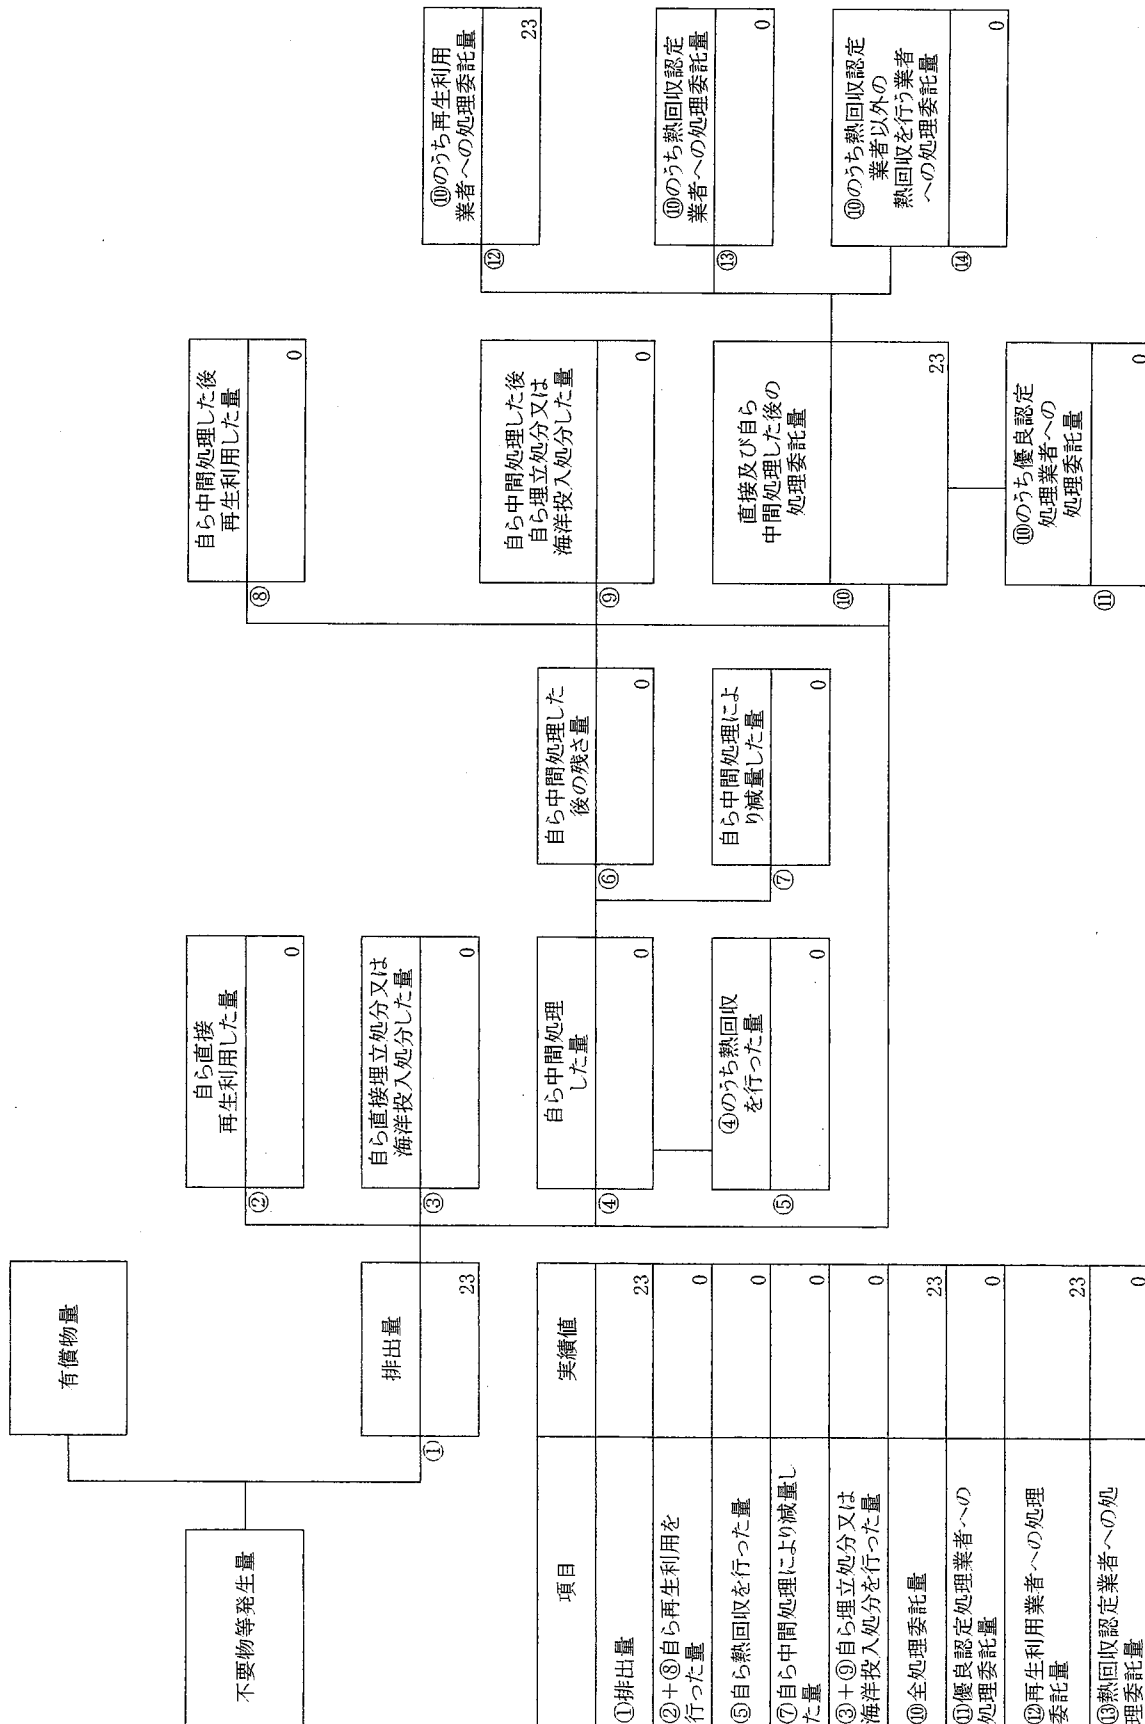 不要物等発生量
有償物量
①
排出量
23
②
自ら直接
再生利用した量
0
③
自ら直接埋立処分又は
海洋投入処分した量
0
④
自ら中間処理
した量
0
⑤
④のうち熱回収
を行った量
0
⑥
自ら中間処理した
後の残さ量
0
⑦
自ら中間処理によ
り減量した量
0
⑧
自ら中間処理した後
再生利用した量
0
⑨
自ら中間処理した後
自ら埋立処分又は
海洋投入処分した量
0
⑩
直接及び自ら
中間処理した後の
処理委託量
23
⑪
⑩のうち優良認定
処理業者への
処理委託量
0
⑫
⑩のうち再生利用
業者への処理委託量
23
⑬
⑩のうち熱回収認定
業者への処理委託量
0
⑭
⑩のうち熱回収認定
業者以外の
熱回収を行う業者
への処理委託量
0
項目
実績値
①排出量
23
②+⑧自ら再生利用を
行った量
0
⑤自ら熱回収を行った量
0
⑦自ら中間処理により減量し
た量
0
③+⑨自ら埋立処分又は
海洋投入処分を行った量
0
⑩全処理委託量
23
⑪優良認定処理業者への
処理委託量
0
⑫再生利用業者への処理
委託量
23
⑬熱回収認定業者への処
理委託量
0